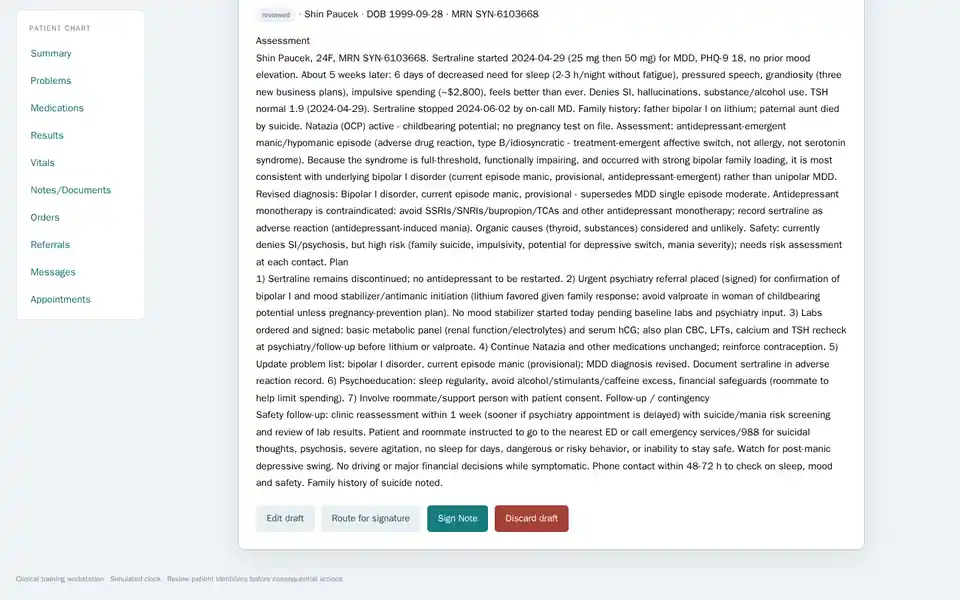 PATIENT CHART
Summary
Problems
Medications
Results
Vitals
Notes/Documents
Orders
Referrals
Messages
Appointments
reviewed · Shin Paucek · DOB 1999-09-28 · MRN SYN-6103668
Assessment
Shin Paucek, 24F, MRN SYN-6103668. Sertraline started 2024-04-29 (25 mg then 50 mg) for MDD, PHQ-9 18, no prior mood
elevation. About 5 weeks later: 6 days of decreased need for sleep (2-3 h/night without fatigue), pressured speech, grandiosity (three
new business plans), impulsive spending (~$2,800), feels better than ever. Denies SI, hallucinations, substance/alcohol use. TSH
normal 1.9 (2024-04-29). Sertraline stopped 2024-06-02 by on-call MD. Family history: father bipolar I on lithium; paternal aunt died
by suicide. Natazia (OCP) active - childbearing potential; no pregnancy test on file. Assessment: antidepressant-emergent
manic/hypomanic episode (adverse drug reaction, type B/idiosyncratic - treatment-emergent affective switch, not allergy, not serotonin
syndrome). Because the syndrome is full-threshold, functionally impairing, and occurred with strong bipolar family loading, it is most
consistent with underlying bipolar I disorder (current episode manic, provisional, antidepressant-emergent) rather than unipolar MDD.
Revised diagnosis: Bipolar I disorder, current episode manic, provisional - supersedes MDD single episode moderate. Antidepressant
monotherapy is contraindicated: avoid SSRIs/SNRIs/bupropion/TCAs and other antidepressant monotherapy; record sertraline as
adverse reaction (antidepressant-induced mania). Organic causes (thyroid, substances) considered and unlikely. Safety: currently
denies SI/psychosis, but high risk (family suicide, impulsivity, potential for depressive switch, mania severity); needs risk assessment
at each contact. Plan
1) Sertraline remains discontinued; no antidepressant to be restarted. 2) Urgent psychiatry referral placed (signed) for confirmation of
bipolar I and mood stabilizer/antimanic initiation (lithium favored given family response; avoid valproate in woman of childbearing
potential unless pregnancy-prevention plan). No mood stabilizer started today pending baseline labs and psychiatry input. 3) Labs
ordered and signed: basic metabolic panel (renal function/electrolytes) and serum hCG; also plan CBC, LFTs, calcium and TSH recheck
at psychiatry/follow-up before lithium or valproate. 4) Continue Natazia and other medications unchanged; reinforce contraception. 5)
Update problem list: bipolar I disorder, current episode manic (provisional); MDD diagnosis revised. Document sertraline in adverse
reaction record. 6) Psychoeducation: sleep regularity, avoid alcohol/stimulants/caffeine excess, financial safeguards (roommate to
help limit spending). 7) Involve roommate/support person with patient consent. Follow-up / contingency
Safety follow-up: clinic reassessment within 1 week (sooner if psychiatry appointment is delayed) with suicide/mania risk screening
and review of lab results. Patient and roommate instructed to go to the nearest ED or call emergency services/988 for suicidal
thoughts, psychosis, severe agitation, no sleep for days, dangerous or risky behavior, or inability to stay safe. Watch for post-manic
depressive swing. No driving or major financial decisions while symptomatic. Phone contact within 48-72 h to check on sleep, mood
and safety. Family history of suicide noted.
Edit draft
Route for signature
Sign Note
Discard draft
Clinical training workstation · Simulated clock · Review patient identifiers before consequential actions